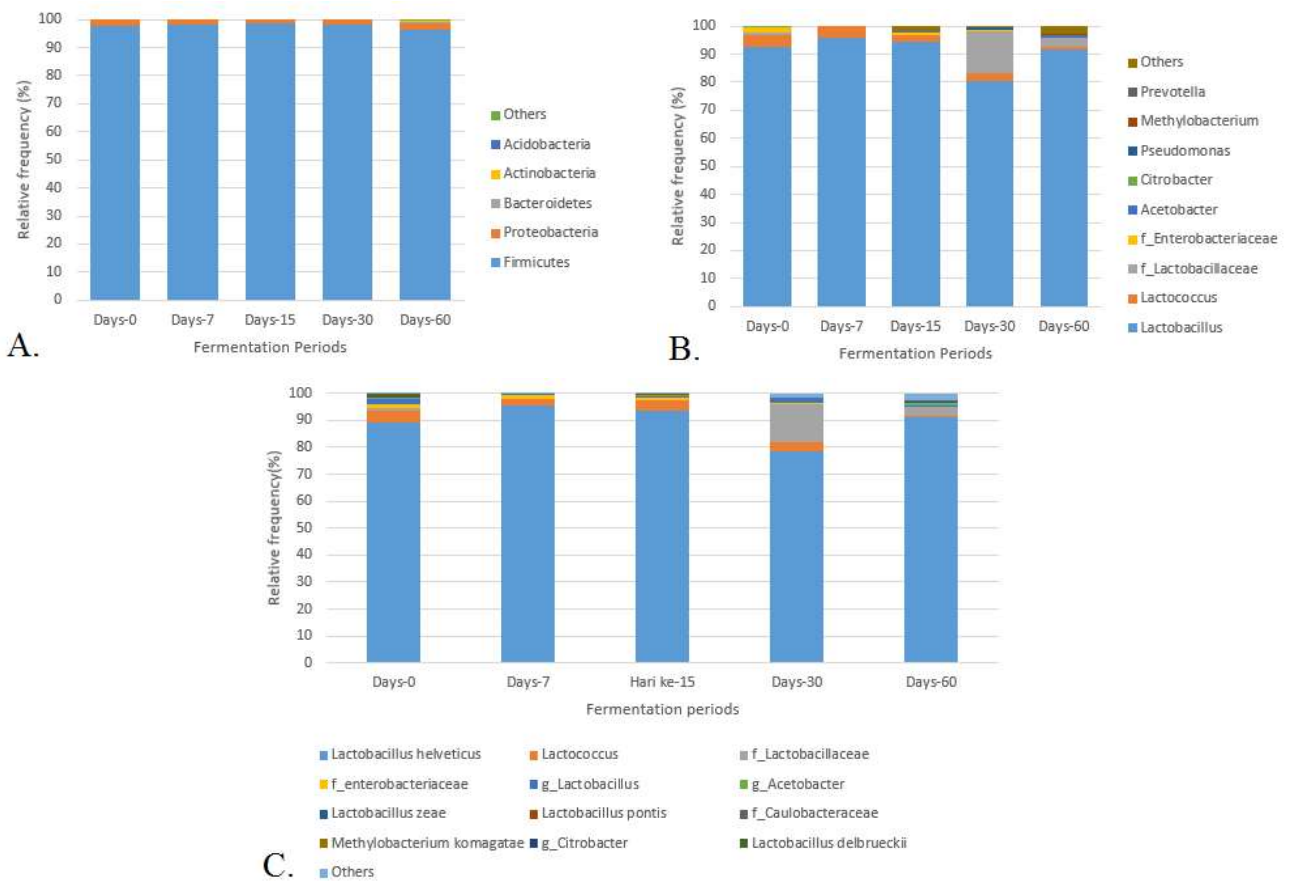 100
90
80
70
60
50
40
30
20
10
0
Relative frequency (%)
Days-0 Days-7 Days-15 Days-30 Days-60
Fermentation Periods
Others
Acidobacteria
Actinobacteria
Bacteroidetes
Proteobacteria
Firmicutes
A.
100
90
80
70
60
50
40
30
20
10
0
Relative frequency (%)
Days-0 Days-7 Days-15 Days-30 Days-60
Fermentation Periods
Others
Prevotella
Methylobacterium
Pseudomonas
Citrobacter
Acetobacter
f_Enterobacteriaceae
f_Lactobacillaceae
Lactococcus
Lactobacillus
B.
100
90
80
70
60
50
40
30
20
10
0
Relative frequency(%)
Days-0 Days-7 Hari ke-15 Days-30 Days-60
Fermentation periods
Lactobacillus helveticus Lactococcus f_Lactobacillaceae
f_enterobacteriaceae g_Lactobacillus g_Acetobacter
Lactobacillus zeae Lactobacillus pontis f_Caulobacteraceae
Methylobacterium komagatae g_Citrobacter Lactobacillus delbrueckii
Others
C.